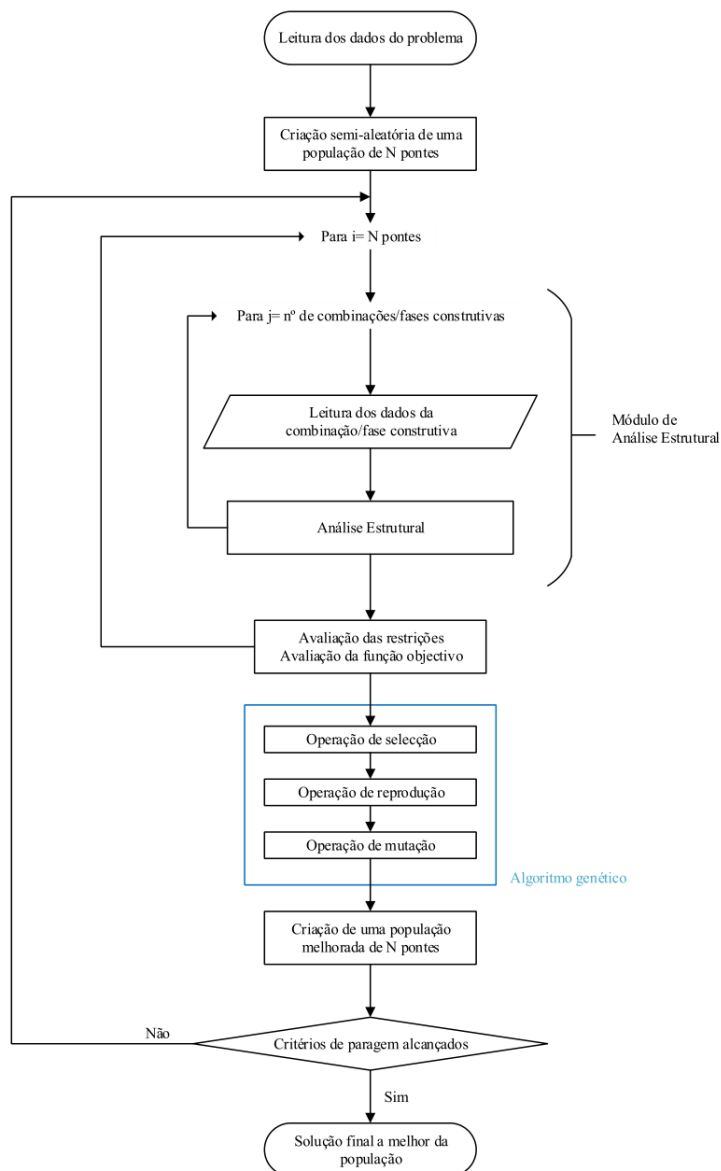 Leitura dos dados do problema
Criação semi-aleatória de uma
população de N pontes
Para i= N pontes
Para j= nº de combinações/fases construtivas
Leitura dos dados da
combinação/fase construtiva
Módulo de
Análise Estrutural
Análise Estrutural
Avaliação das restrições
Avaliação da função objectivo
Operação de selecção
Operação de reprodução
Operação de mutação
Algoritmo genético
Criação de uma população
melhorada de N pontes
Não
Critérios de paragem alcançados
Sim
Solução final a melhor da
população